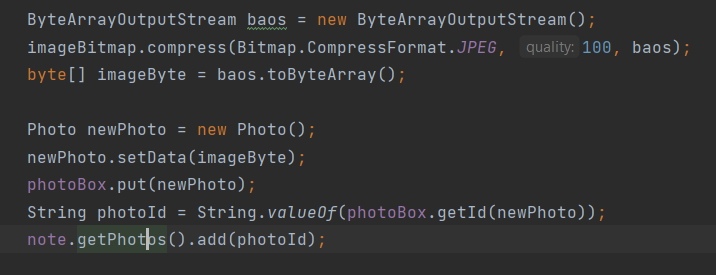 ByteArrayOutputStream baos = new ByteArrayOutputStream();
imageBitmap.compress(Bitmap.CompressFormat.JPEG, quality: 100, baos);
byte[] imageByte = baos.toByteArray();
Photo newPhoto = new Photo();
newPhoto.setData(imageByte);
photoBox.put(newPhoto);
String photoId = String.valueOf(photoBox.getId(newPhoto));
note.getPhotos().add(photoId);